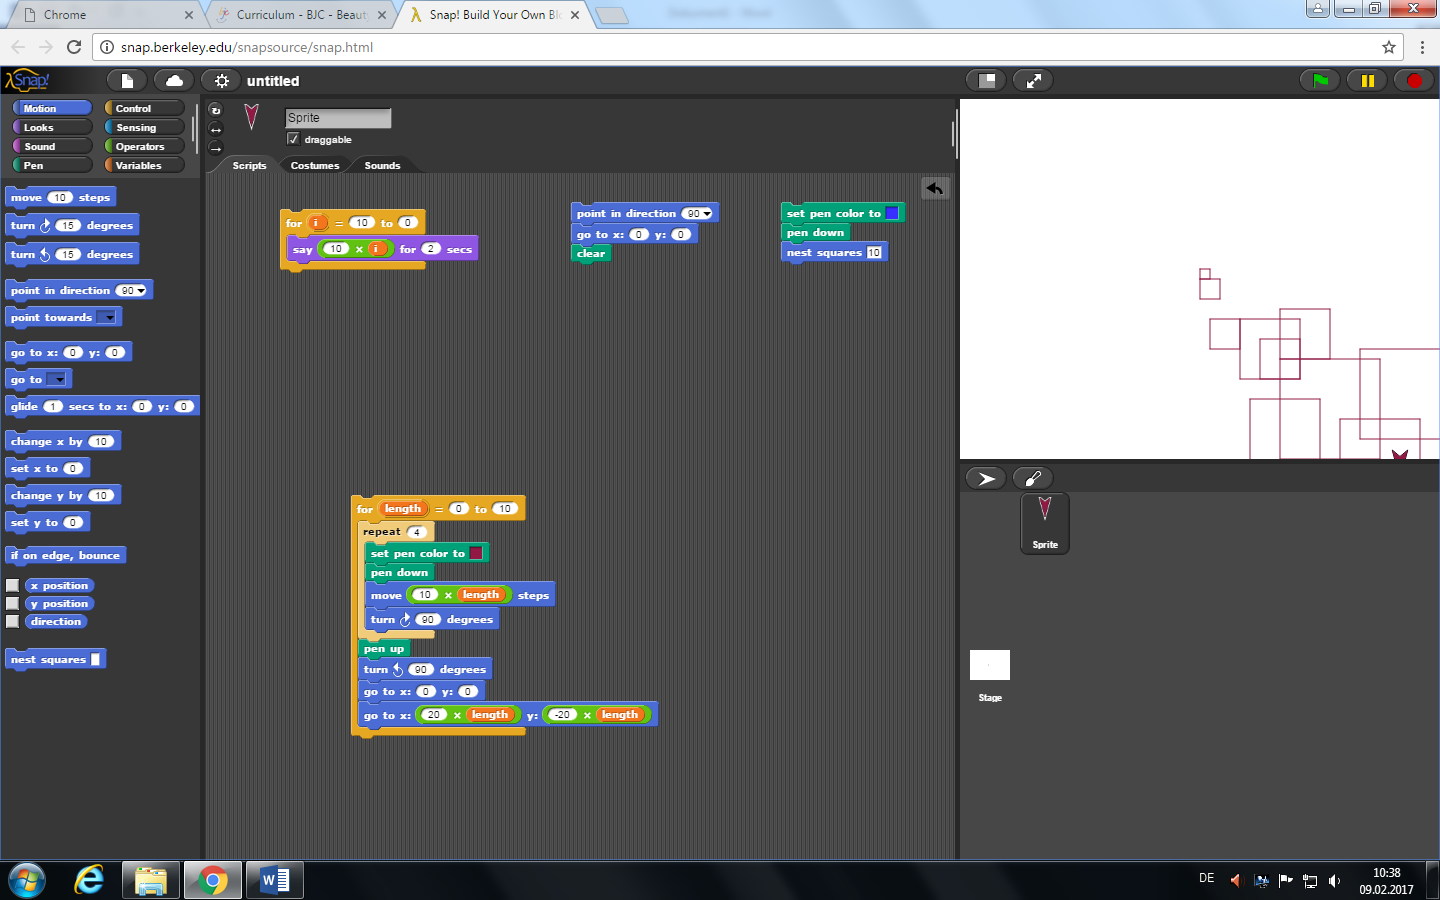 Chrome
Curriculum - BJC - Beaut
Snap! Build Your Own Bl
snap.berkeley.edu/snapsource/snap.html
Snap!
untitled
Motion
Control
Looks
Sensing
Sound
Operators
Pen
Variables
Sprite
draggable
Scripts
Costumes
Sounds
move 10 steps
turn 15 degrees
turn 15 degrees
point in direction 90
point towards
go to x: 0 y: 0
go to
glide 1 secs to x: 0 y: 0
change x by 10
set x to 0
change y by 10
set y to 0
if on edge, bounce
x position
y position
direction
nest squares
for i = 10 to 0
say 10 × i for 2 secs
point in direction 90
go to x: 0 y: 0
clear
set pen color to
pen down
nest squares 10
for length = 0 to 10
repeat 4
set pen color to
pen down
move 10 × length steps
turn 90 degrees
pen up
turn 90 degrees
go to x: 0 y: 0
go to x: 20 × length y: -20 × length
Sprite
Stage
DE
10:38
09.02.2017